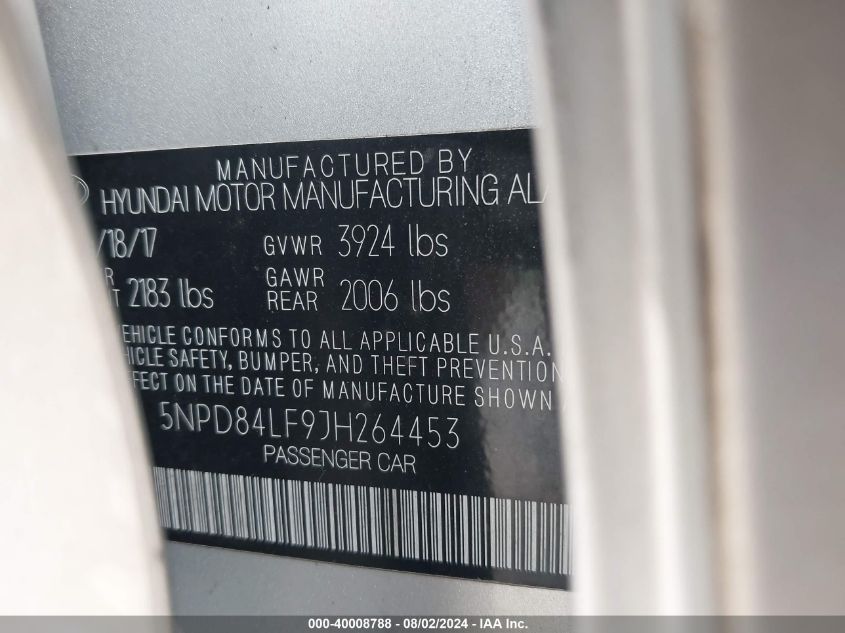 MANUFACTURED BY
HYUNDAI MOTOR MANUFACTURING ALA
/18/17 GVWR 3924 lbs
R GAWR
T 2183 lbs REAR 2006 lbs
EHICLE CONFORMS TO ALL APPLICABLE U.S.A.
HICLE SAFETY, BUMPER, AND THEFT PREVENTION
FFECT ON THE DATE OF MANUFACTURE SHOWN A
5NPD84LF9JH264453
PASSENGER CAR
000-40008788 - 08/02/2024 - IAA Inc.